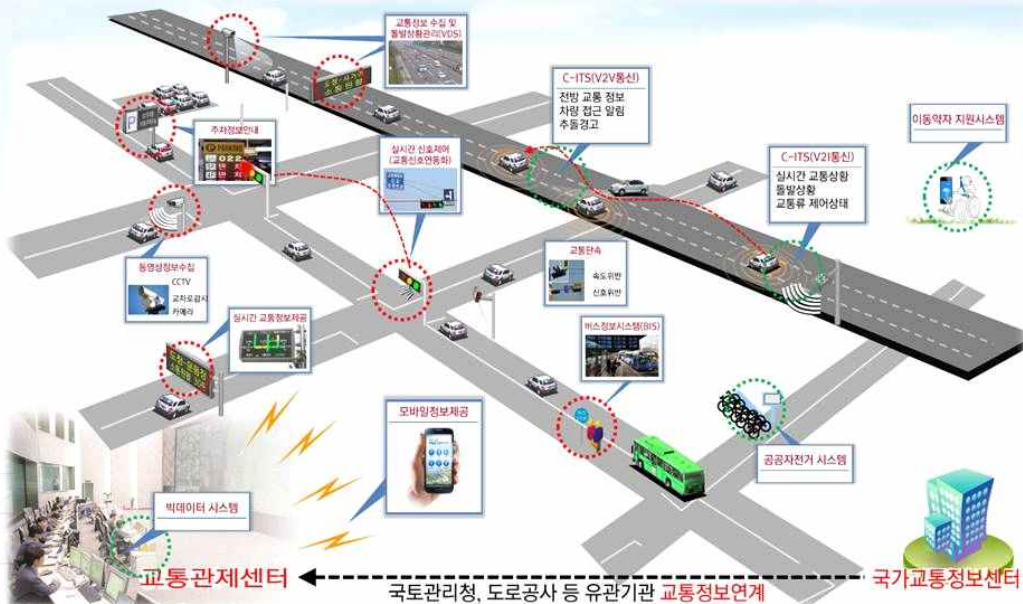 교통정보 수집 및
돌발상황관리(VDS)
C-ITS(V2V통신)
전방 교통 정보
차량 접근 알림
추돌경고
이동약자 지원시스템
주차정보안내
P PARKING
실시간 신호제어
(교통신호연동화)
C-ITS(V2I통신)
실시간 교통상황
돌발상황
교통류 제어상태
동영상정보수집
CCTV
교차로감시
카메라
교통단속
속도위반
신호위반
실시간 교통정보제공
버스정보시스템(BIS)
모바일정보제공
공공자전거 시스템
빅데이터 시스템
교통관제센터
국가교통정보센터
국토관리청, 도로공사 등 유관기관 교통정보연계